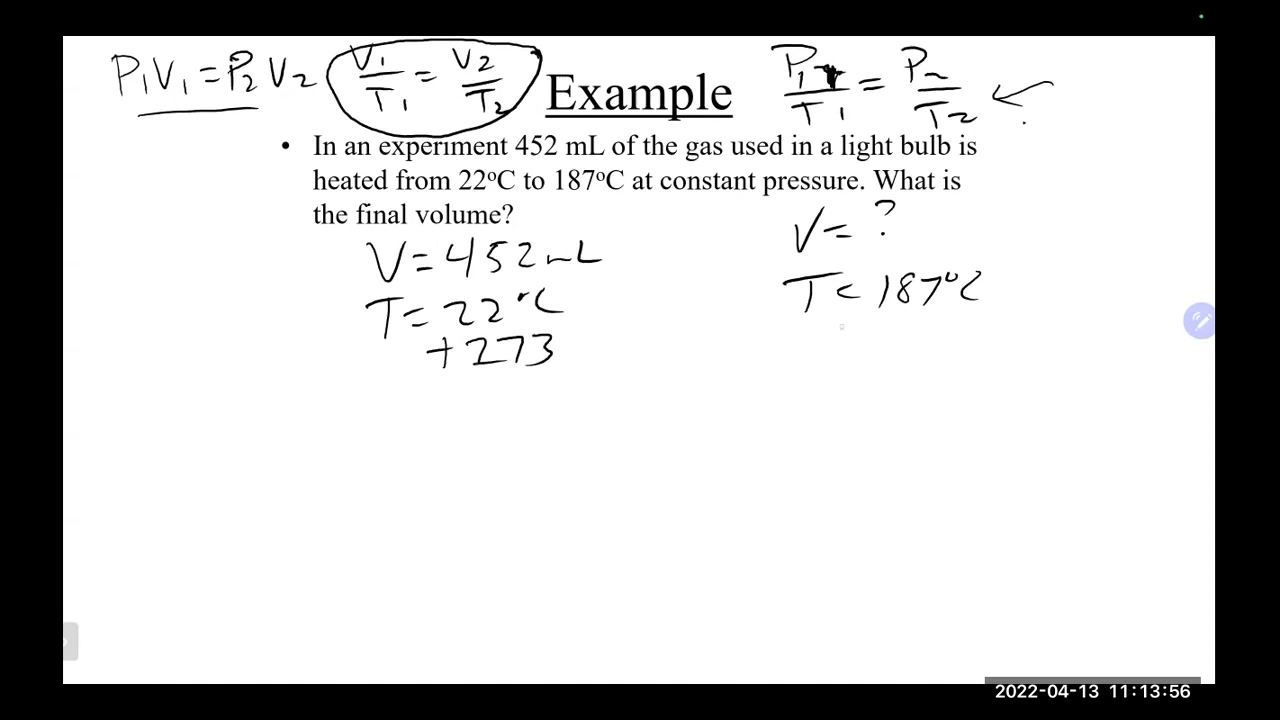 P₁V₁ = P₂V₂ V₁/T₁ = V₂/T₂ Example P₁/T₁ = P₂/T₂
• In an experiment 452 mL of the gas used in a light bulb is
heated from 22°C to 187°C at constant pressure. What is
the final volume?
V = 452 mL V = ?
T = 22°C T = 187°C
+273
2022-04-13 11:13:56